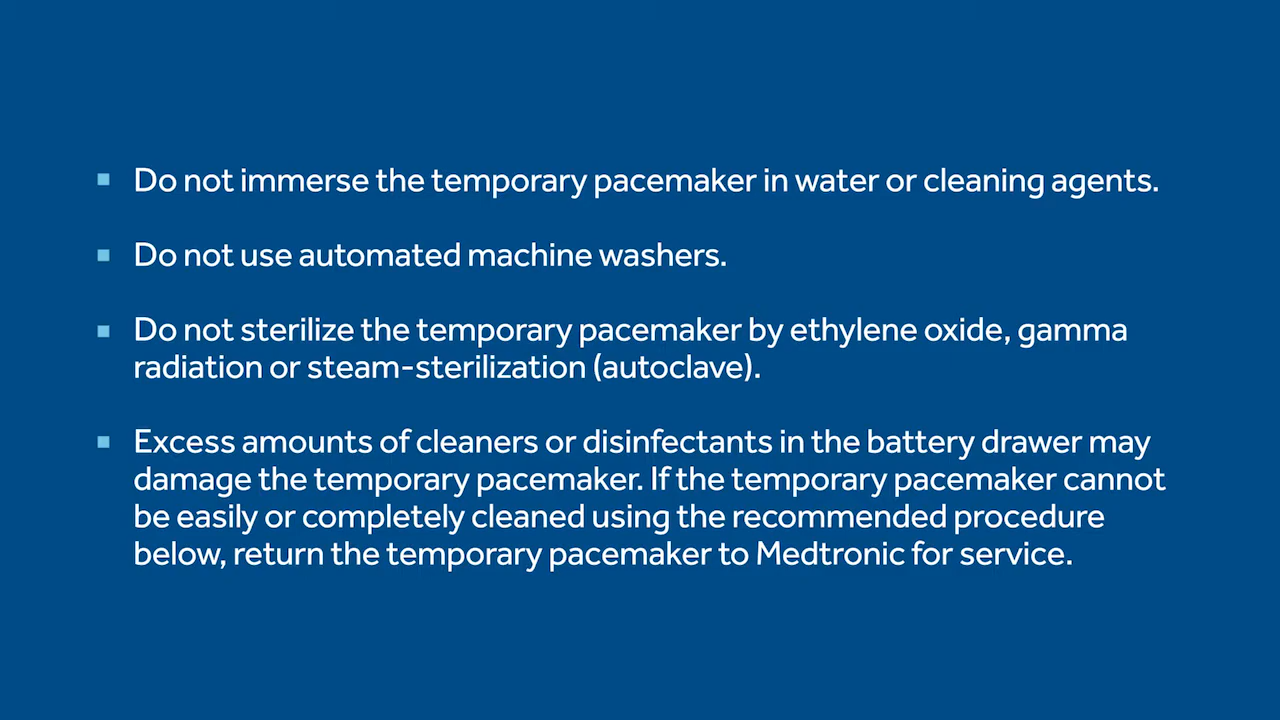 Do not immerse the temporary pacemaker in water or cleaning agents.
Do not use automated machine washers.
Do not sterilize the temporary pacemaker by ethylene oxide, gamma
radiation or steam-sterilization (autoclave).
Excess amounts of cleaners or disinfectants in the battery drawer may
damage the temporary pacemaker. If the temporary pacemaker cannot
be easily or completely cleaned using the recommended procedure
below, return the temporary pacemaker to Medtronic for service.